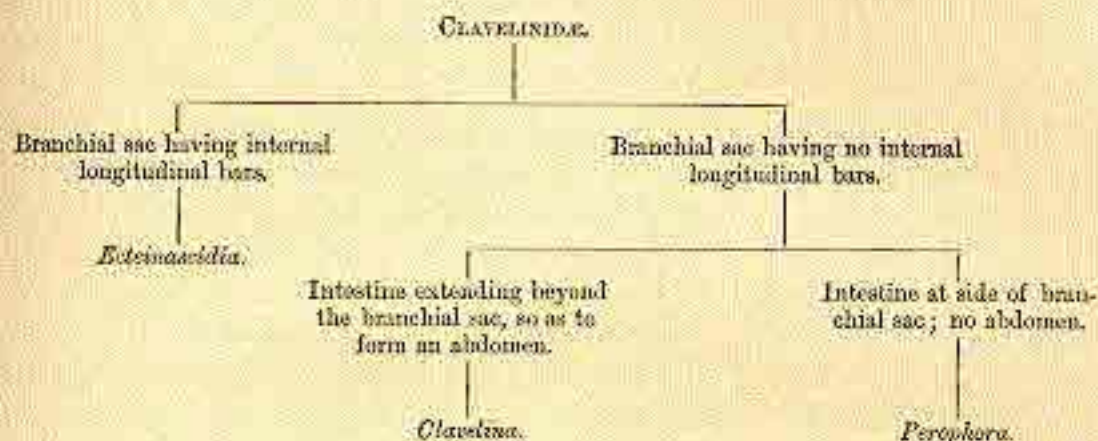 CLAVELINIDÆ.
Branchial sac having internal
longitudinal bars.
Branchial sac having no internal
longitudinal bars.
Ecteinascidia.
Intestine extending beyond
the branchial sac, so as to
form an abdomen.
Intestine at side of bran-
chial sac; no abdomen.
Clavelina.
Perophora.